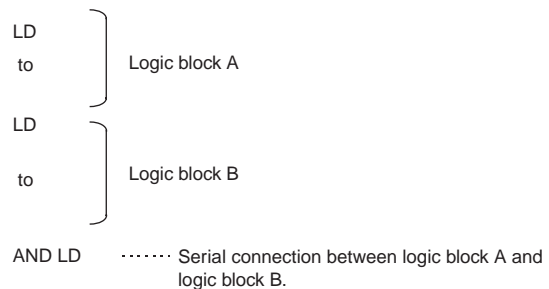 LD
to
Logic block A
LD
to
Logic block B
AND LD
Serial connection between logic block A and
logic block B.